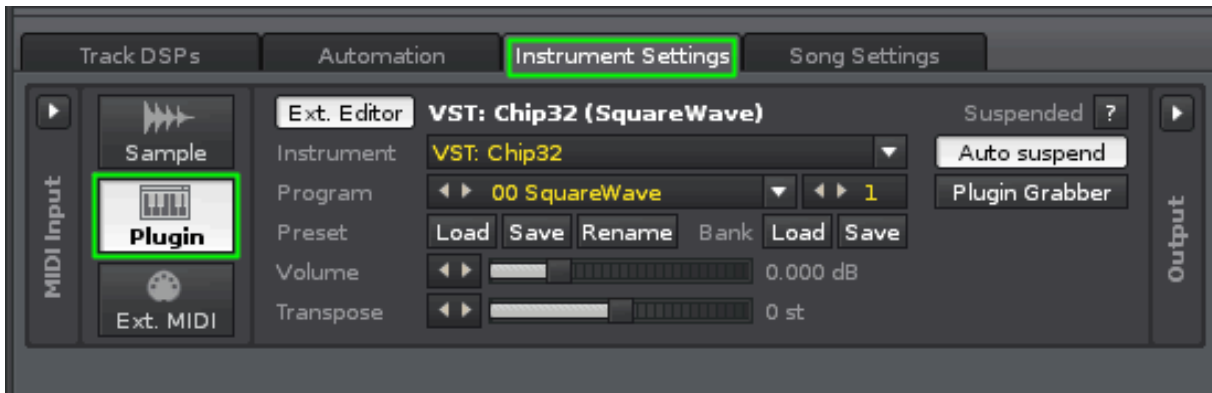 Track DSPs Automation Instrument Settings Song Settings
MIDI Input
Sample
Plugin
Ext. MIDI
Ext. Editor VST: Chip32 (SquareWave) Suspended ?
Instrument VST: Chip32 Auto suspend
Program 00 SquareWave 1 Plugin Grabber
Preset Load Save Rename Bank Load Save
Volume 0.000 dB
Transpose 0 st
Output